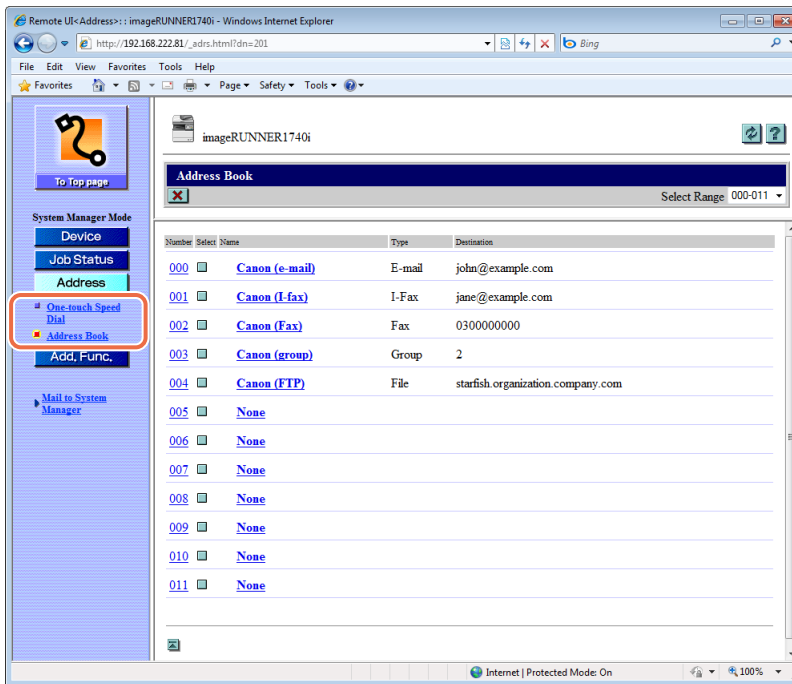 Remote UI<Address>: : imageRUNNER1740i - Windows Internet Explorer
http://192.168.222.81/_adrs.html?dn=201
Bing
File Edit View Favorites Tools Help
Favorites Page Safety Tools
imageRUNNER1740i
To Top page
Address Book
Select Range 000-011
System Manager Mode
Device
Job Status
Address
One-touch Speed
Dial
Address Book
Add. Func.
Mail to System
Manager
Number Select Name Type Destination
000 Canon (e-mail) E-mail john@example.com
001 Canon (I-fax) I-Fax jane@example.com
002 Canon (Fax) Fax 0300000000
003 Canon (group) Group 2
004 Canon (FTP) File starfish.organization.company.com
005 None
006 None
007 None
008 None
009 None
010 None
011 None
Internet | Protected Mode: On 100%